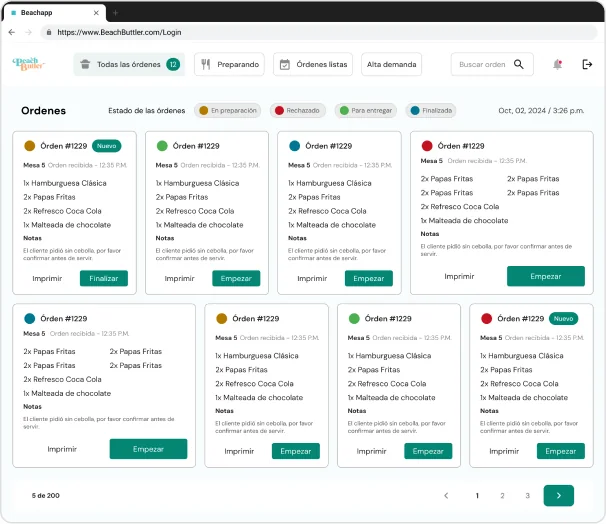 Beachapp
https://www.BeachButtler.com/Login
Beach
Butler
Todas las órdenes 12
Preparando
Órdenes listas
Alta demanda
Buscar orden
Ordenes
Estado de las órdenes
En preparación
Rechazado
Para entregar
Finalizada
Oct, 02, 2024 / 3:26 p.m.
Órden #1229 Nuevo
Mesa 5 Orden recibida - 12:35 P.M.
1x Hamburguesa Clásica
2x Papas Fritas
2x Refresco Coca Cola
1x Malteada de chocolate
Notas
El cliente pidió sin cebolla, por favor
confirmar antes de servir.
Imprimir Finalizar
Órden #1229
Mesa 5 Orden recibida - 12:35 P.M.
1x Hamburguesa Clásica
2x Papas Fritas
2x Refresco Coca Cola
1x Malteada de chocolate
Notas
El cliente pidió sin cebolla, por favor
confirmar antes de servir.
Imprimir Empezar
Órden #1229
Mesa 5 Orden recibida - 12:35 P.M.
1x Hamburguesa Clásica
2x Papas Fritas
2x Refresco Coca Cola
1x Malteada de chocolate
Notas
El cliente pidió sin cebolla, por favor
confirmar antes de servir.
Imprimir Empezar
Órden #1229
Mesa 5 Orden recibida - 12:35 P.M.
2x Papas Fritas 2x Papas Fritas
2x Papas Fritas 2x Papas Fritas
2x Refresco Coca Cola
1x Malteada de chocolate
Notas
El cliente pidió sin cebolla, por favor confirmar antes de
servir.
Imprimir Empezar
Órden #1229
Mesa 5 Orden recibida - 12:35 P.M.
2x Papas Fritas 2x Papas Fritas
2x Papas Fritas 2x Papas Fritas
2x Refresco Coca Cola
1x Malteada de chocolate
Notas
El cliente pidió sin cebolla, por favor confirmar antes de
servir.
Imprimir Empezar
Órden #1229
Mesa 5 Orden recibida - 12:35 P.M.
1x Hamburguesa Clásica
2x Papas Fritas
2x Refresco Coca Cola
1x Malteada de chocolate
Notas
El cliente pidió sin cebolla, por favor
confirmar antes de servir.
Imprimir Empezar
Órden #1229
Mesa 5 Orden recibida - 12:35 P.M.
1x Hamburguesa Clásica
2x Papas Fritas
2x Refresco Coca Cola
1x Malteada de chocolate
Notas
El cliente pidió sin cebolla, por favor
confirmar antes de servir.
Imprimir Empezar
Órden #1229 Nuevo
Mesa 5 Orden recibida - 12:35 P.M.
1x Hamburguesa Clásica
2x Papas Fritas
2x Refresco Coca Cola
1x Malteada de chocolate
Notas
El cliente pidió sin cebolla, por favor
confirmar antes de servir.
Imprimir Empezar
5 de 200
1 2 3